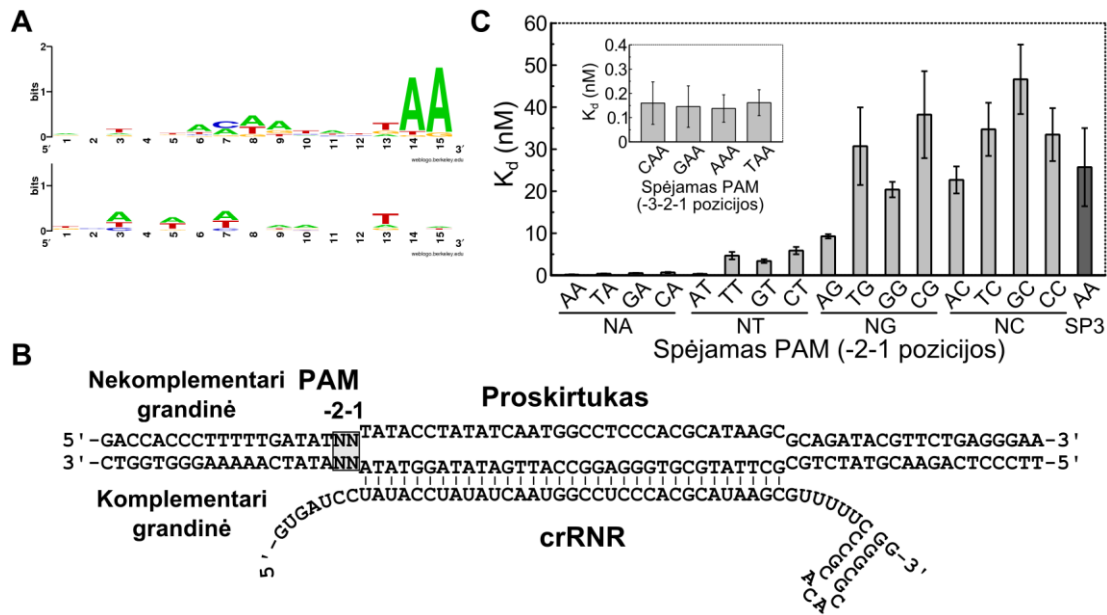 A
bits
2
1
0
5´
1 2 3 4 5 6 7 8 9 10 11 12 13 14 15
3´
weblogo.berkeley.edu
bits
2
1
0
5´
1 2 3 4 5 6 7 8 9 10 11 12 13 14 15
3´
weblogo.berkeley.edu
C
Kd (nM)
60
50
40
30
20
10
0
Kd (nM)
0.4
0.3
0.2
0.1
0
CAA GAA AAA TAA
Spėjamas PAM
(-3-2-1 pozicijos)
AA TA GA CA AT TT GT CT AG TG GG CG AC TC GC CC AA
NA NT NG NC SP3
Spėjamas PAM (-2-1 pozicijos)
B
Nekomplementari
grandinė
PAM
-2-1
Proskirtukas
5'-GACCACCCTTTTTGATATNNTATACCTATATCAATGGCCTCCCACGCATAAGCGCAGATACGTTCTGAGGGAA-3'
3'-CTGGTGGGAAAAACTATANNATATGGATATAGTTACCGGAGGGTGCGTATTCGCGTCTATGCAAGACTCCCTT-5'
5'-GUGAUCCUAUACCUAUAUCAAUGGCCUCCCACGCAUAAGCGUUUUUCCCGCACACGCGGGGG-3'
Komplementari
grandinė
crRNR